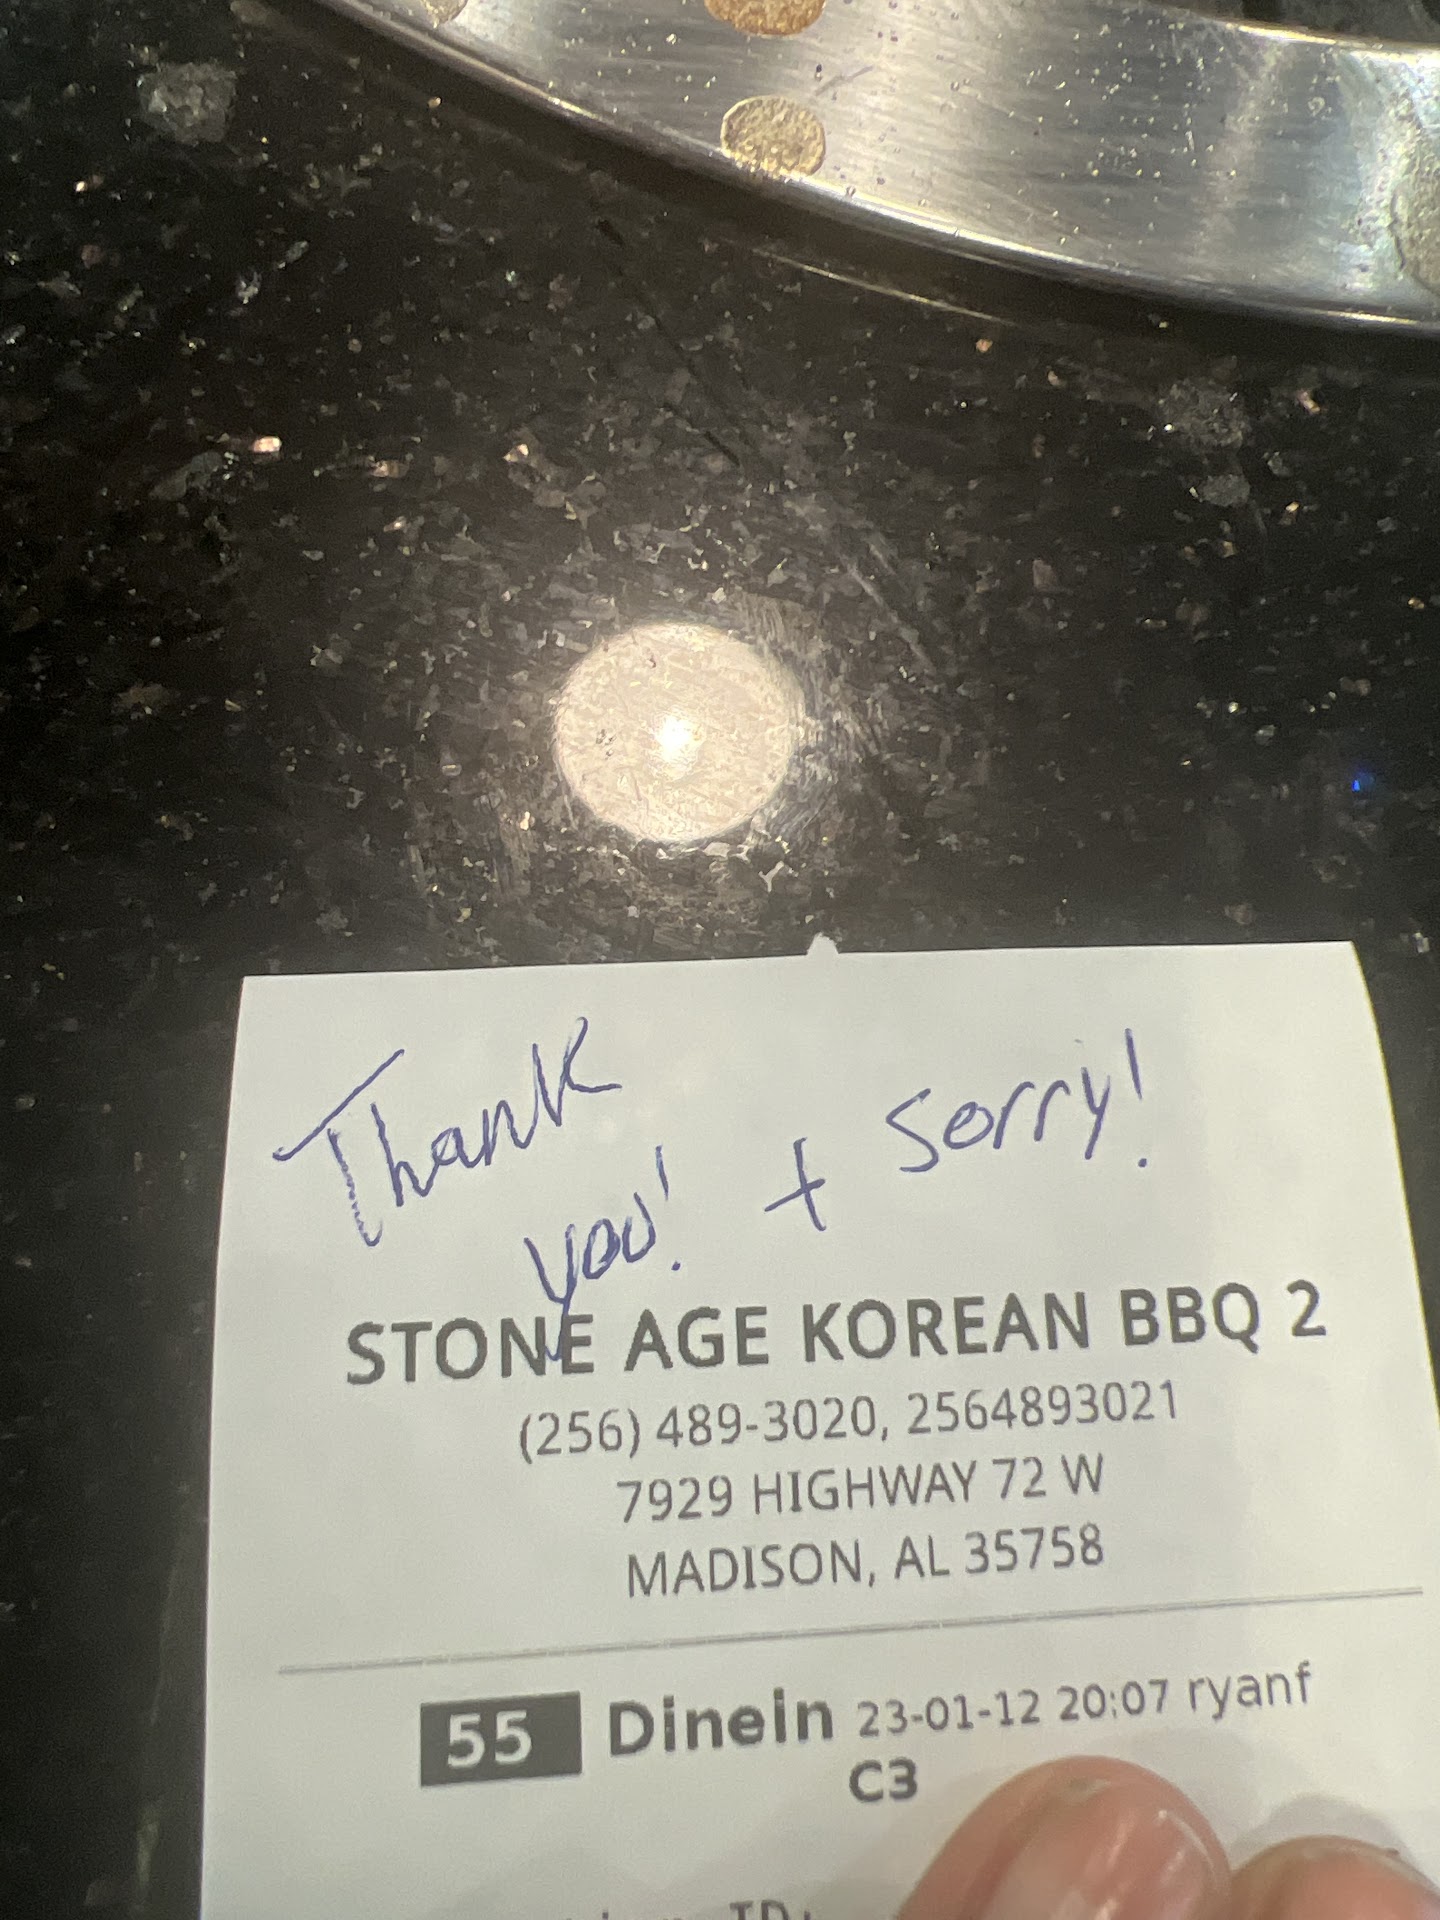 Thank
you! + Sorry!
STONE AGE KOREAN BBQ 2
(256) 489-3020, 2564893021
7929 HIGHWAY 72 W
MADISON, AL 35758
55 DineIn 23-01-12 20:07 ryanf
C3
ID: